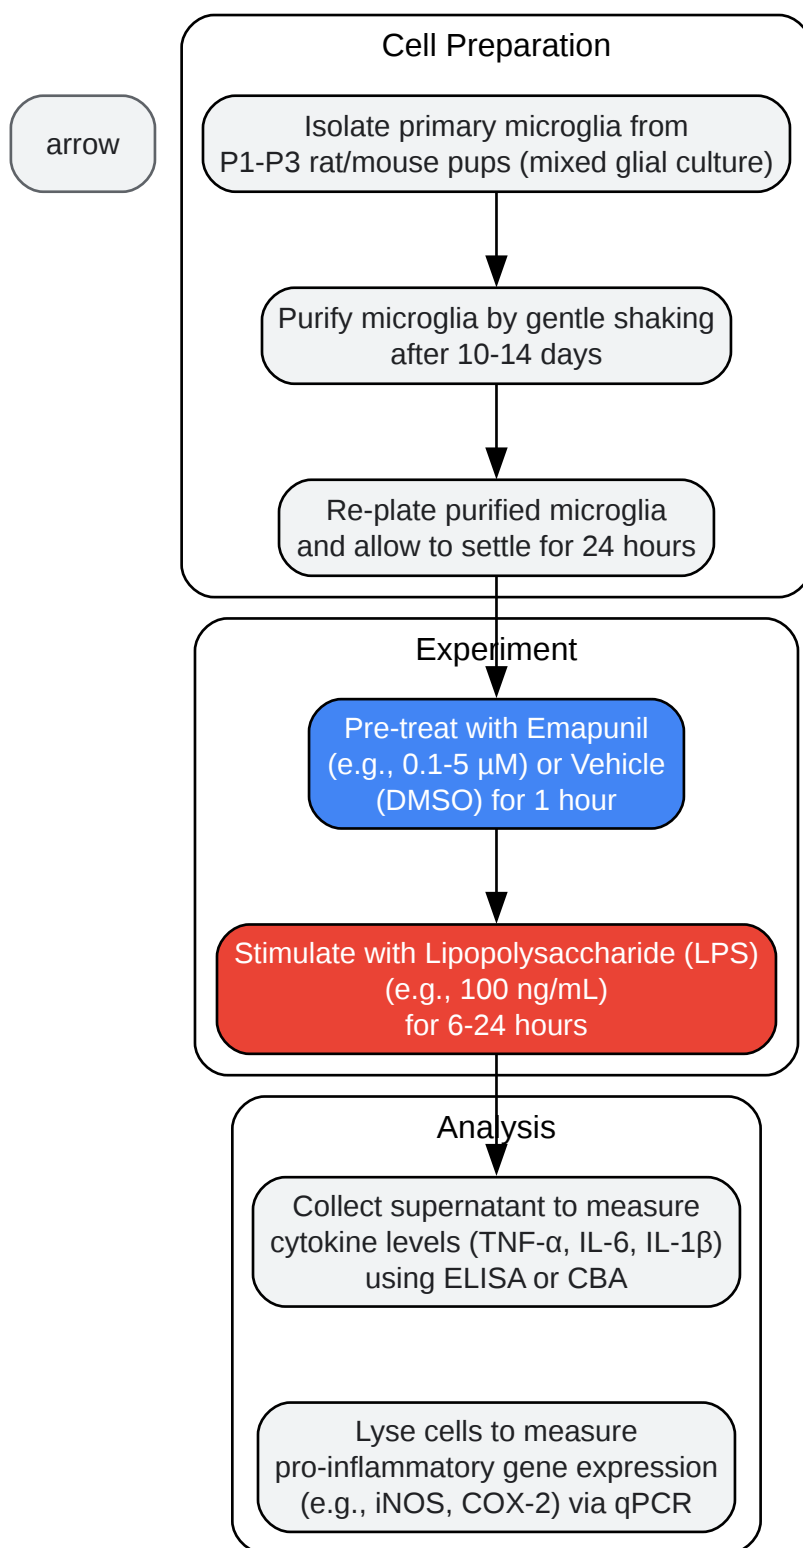 Cell Preparation
arrow
Isolate primary microglia from
P1-P3 rat/mouse pups (mixed glial culture)
Purify microglia by gentle shaking
after 10-14 days
Re-plate purified microglia
and allow to settle for 24 hours
Experiment
Pre-treat with Emapunil
(e.g., 0.1-5 µM) or Vehicle
(DMSO) for 1 hour
Stimulate with Lipopolysaccharide (LPS)
(e.g., 100 ng/mL)
for 6-24 hours
Analysis
Collect supernatant to measure
cytokine levels (TNF-α, IL-6, IL-1β)
using ELISA or CBA
Lyse cells to measure
pro-inflammatory gene expression
(e.g., iNOS, COX-2) via qPCR